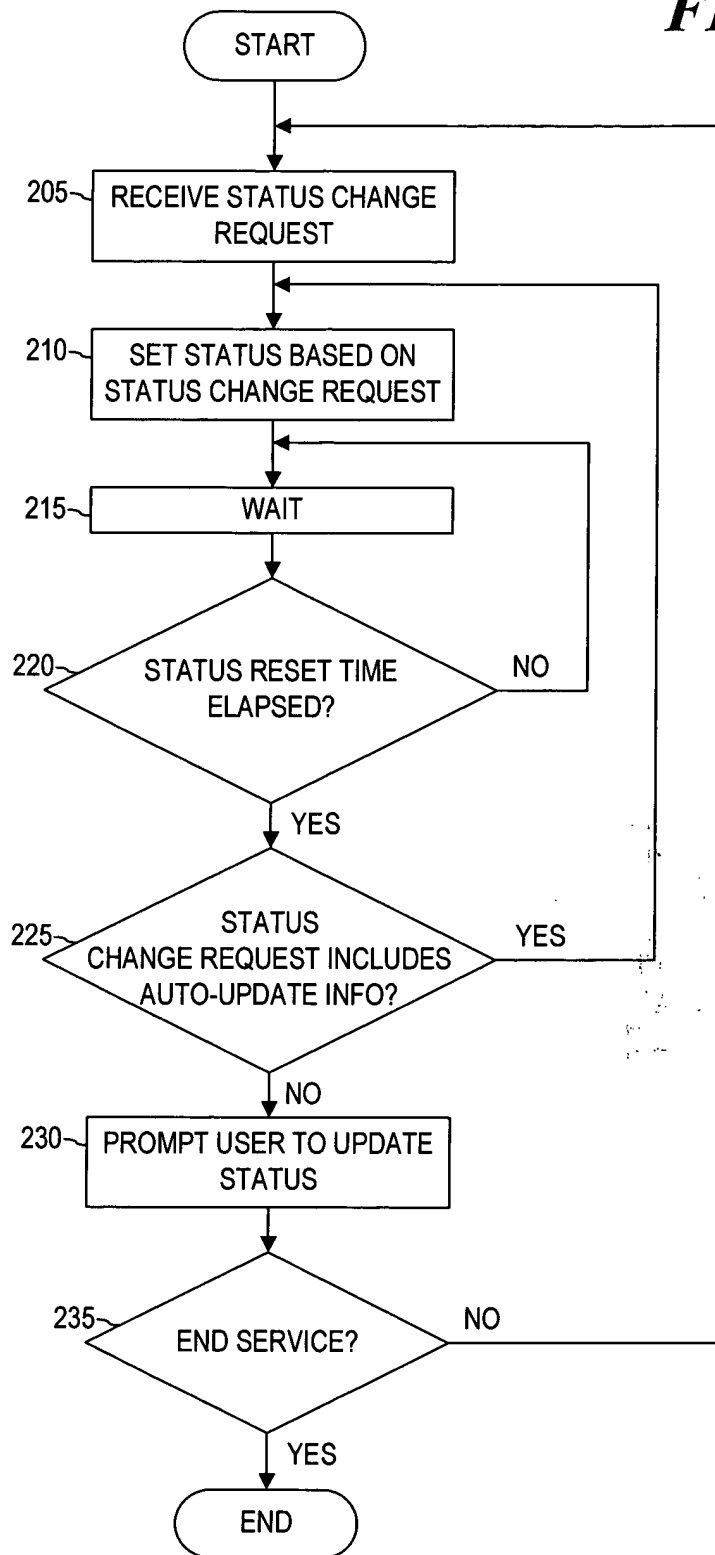 FI
START
205
RECEIVE STATUS CHANGE
REQUEST
210
SET STATUS BASED ON
STATUS CHANGE REQUEST
215
WAIT
220
STATUS RESET TIME
ELAPSED?
NO
YES
225
STATUS
CHANGE REQUEST INCLUDES
AUTO-UPDATE INFO?
YES
NO
230
PROMPT USER TO UPDATE
STATUS
235
END SERVICE?
NO
YES
END